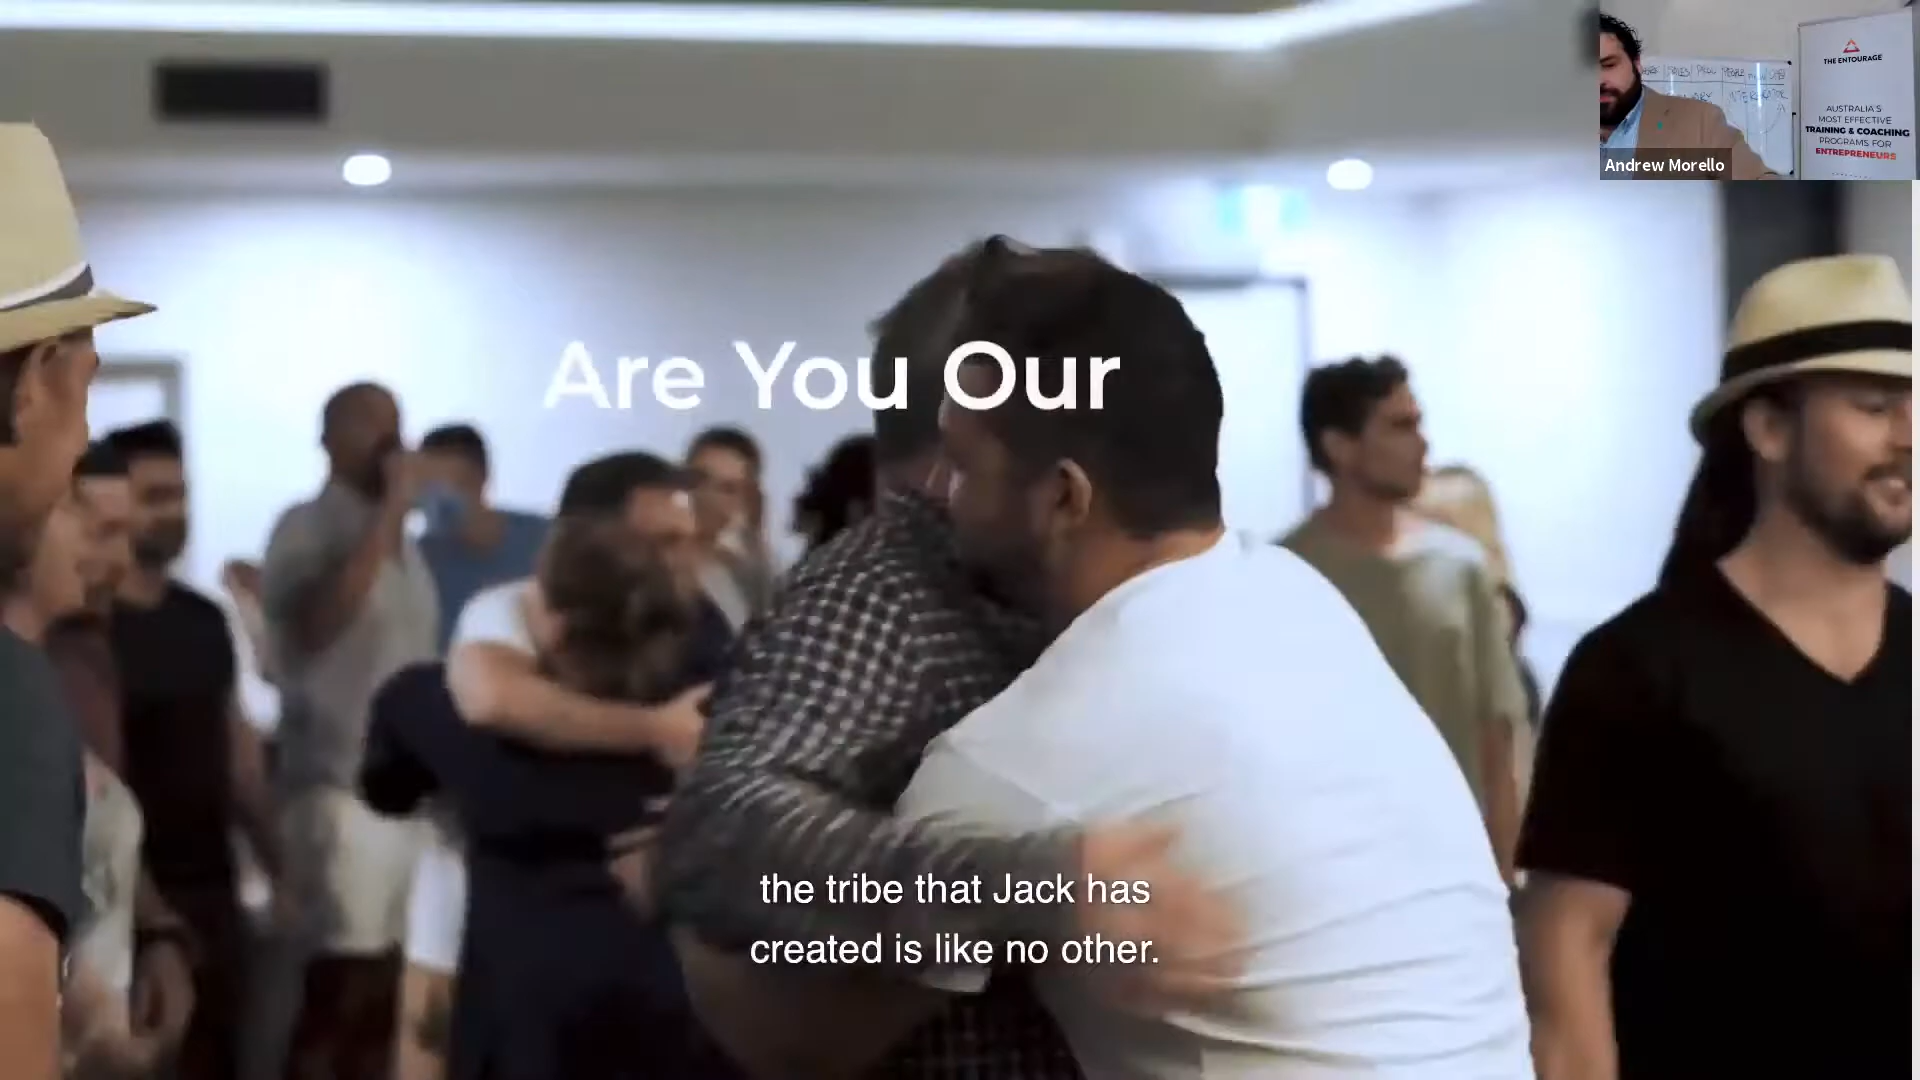 THE ENTOURAGE
AUSTRALIA'S
MOST EFFECTIVE
TRAINING & COACHING
PROGRAMS FOR
ENTREPRENEURS
Andrew Morello
Are You Our
the tribe that Jack has
created is like no other.